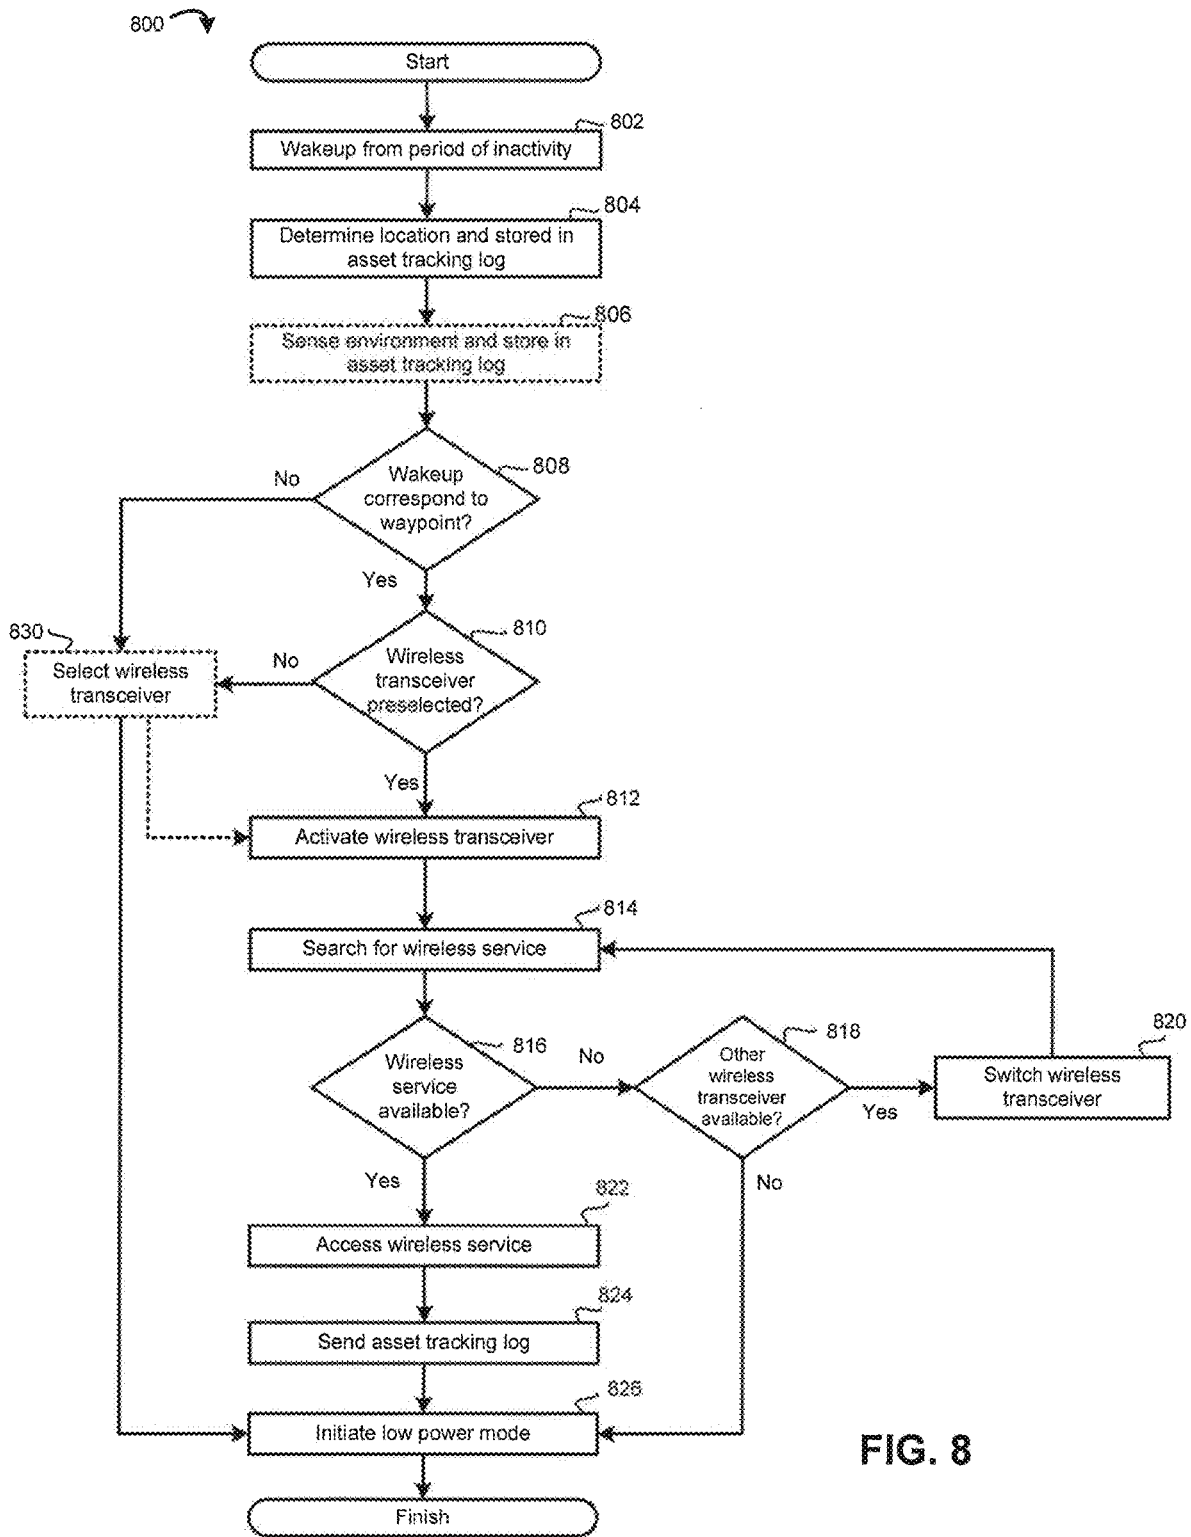 800
Start
802
Wakeup from period of inactivity
804
Determine location and stored in
asset tracking log
806
Sense environment and store in
asset tracking log
808
Wakeup
correspond to
waypoint?
No
Yes
810
Wireless
transceiver
preselected?
No
830
Select wireless
transceiver
Yes
812
Activate wireless transceiver
814
Search for wireless service
816
Wireless
service
available?
No
818
Other
wireless
transceiver
available?
Yes
820
Switch wireless
transceiver
Yes
No
822
Access wireless service
824
Send asset tracking log
826
Initiate low power mode
Finish
FIG. 8